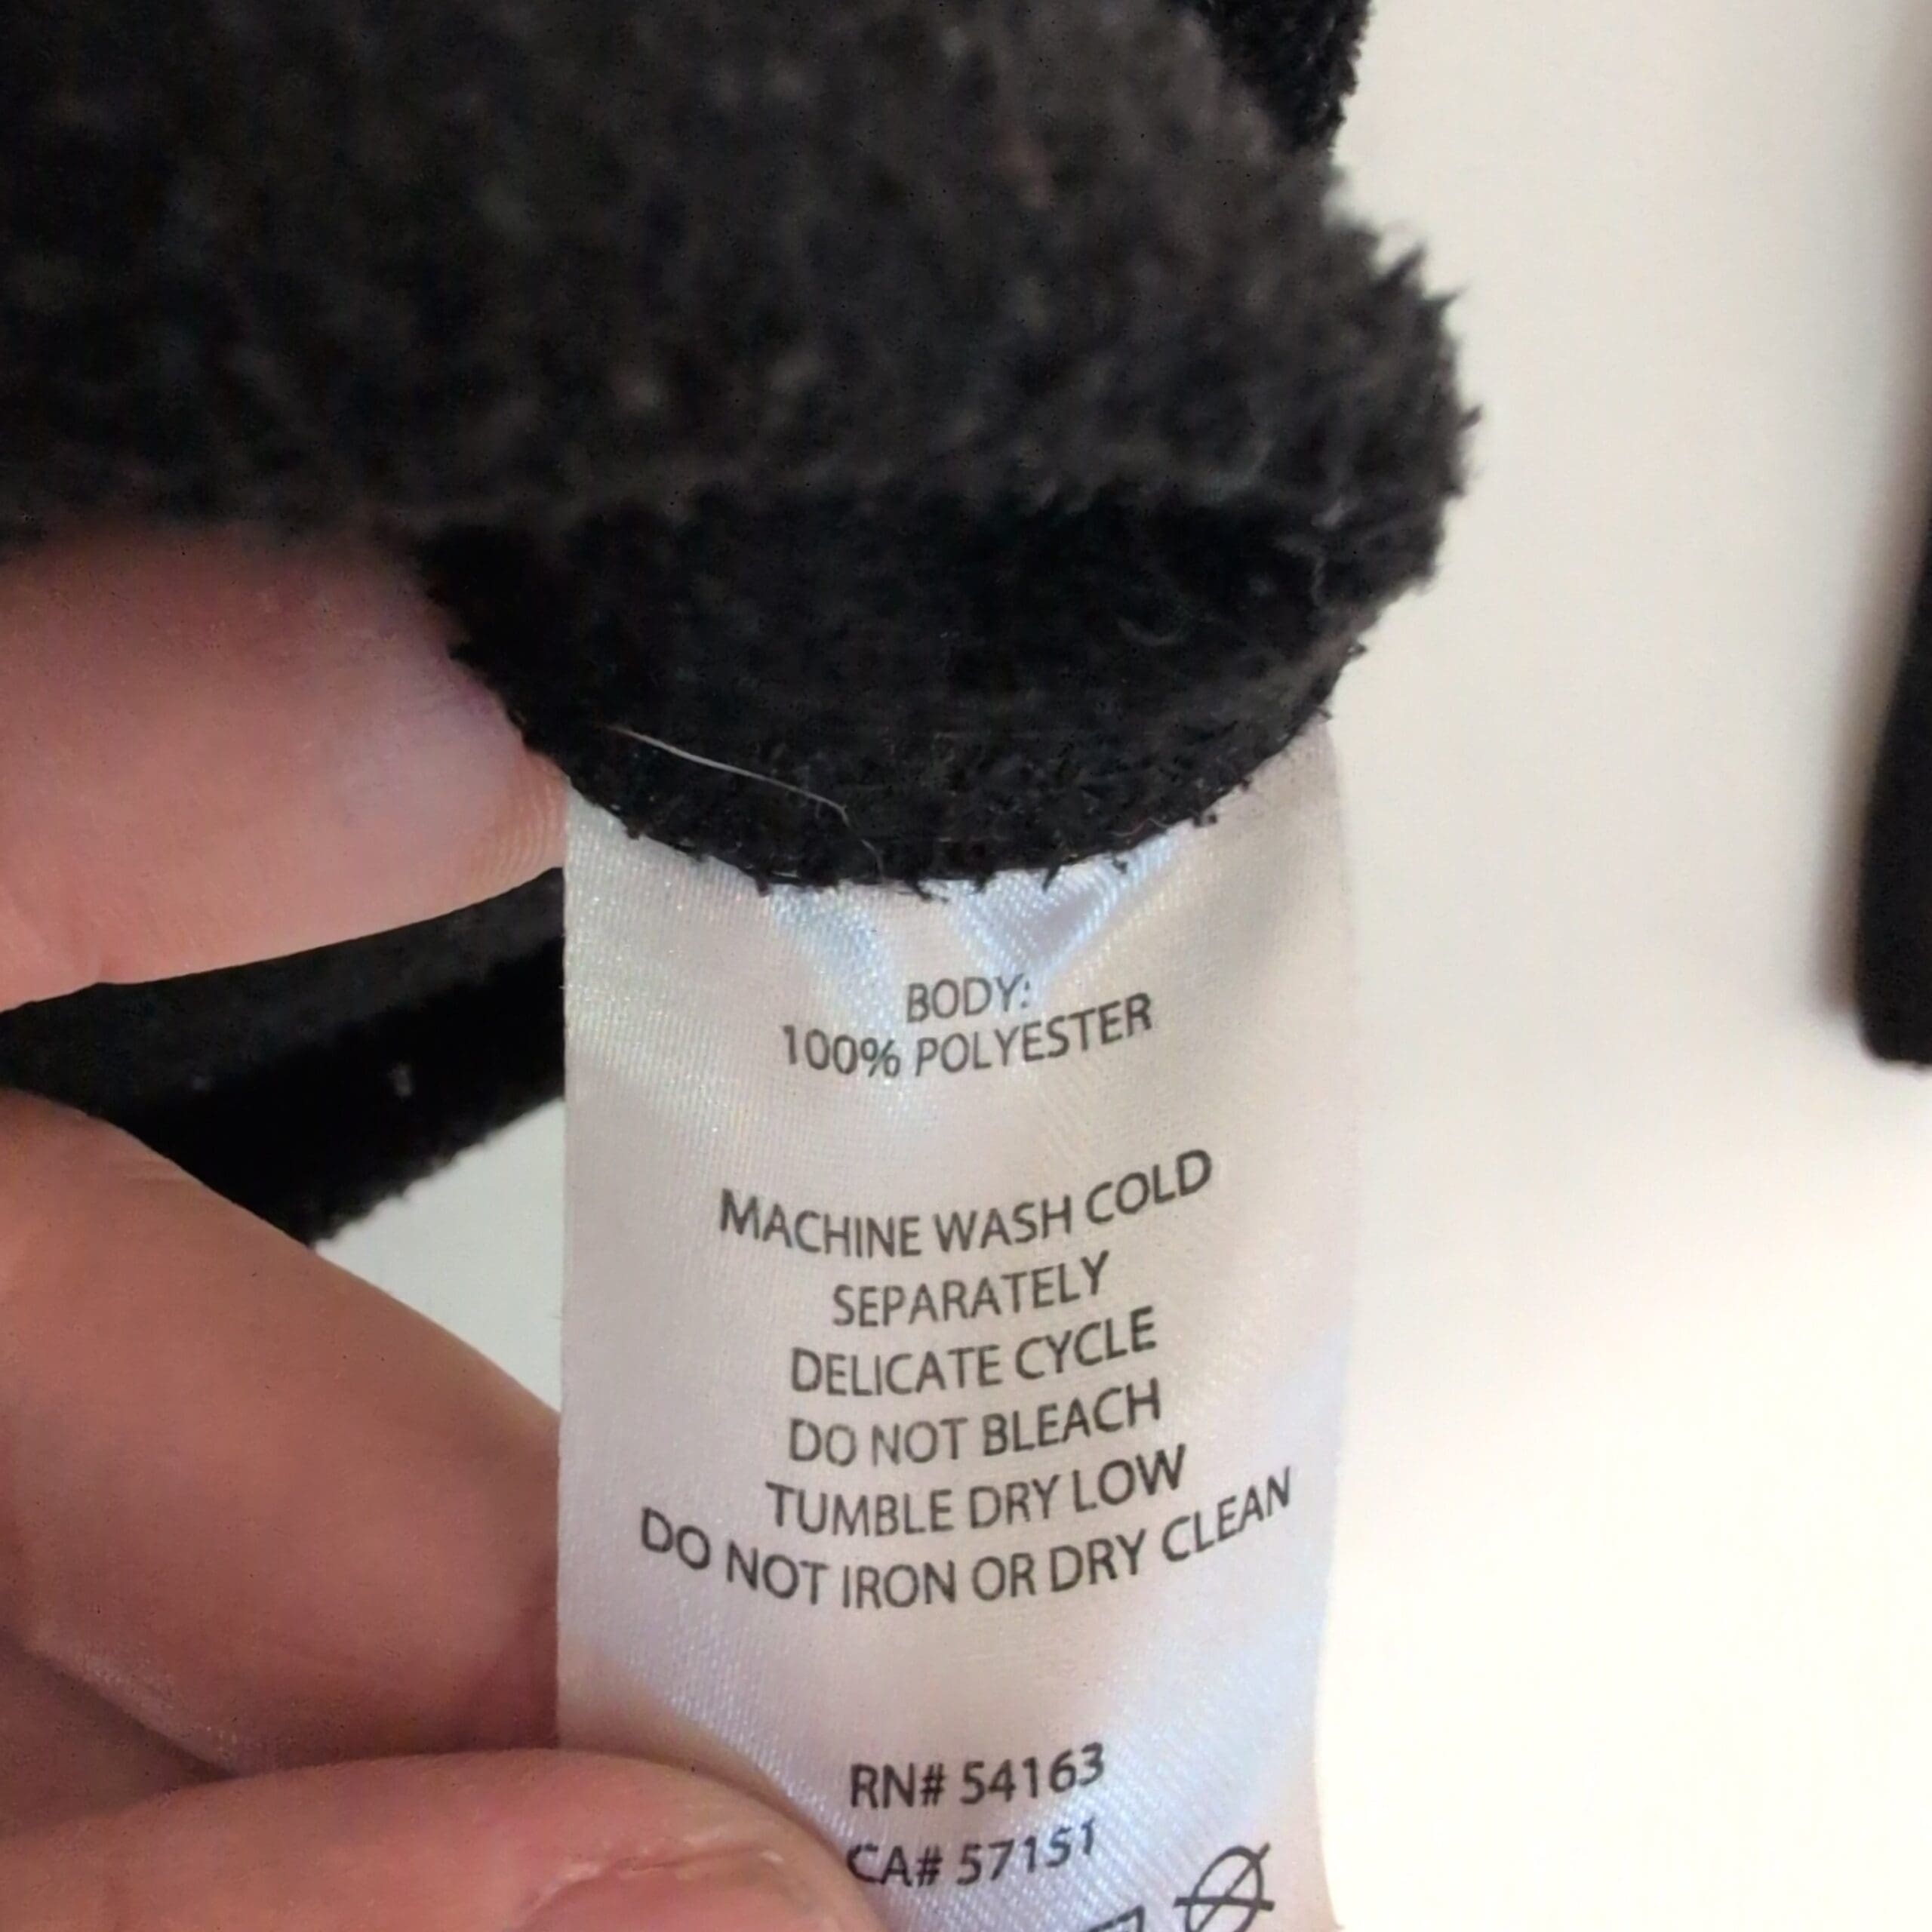 BODY:
100% POLYESTER
MACHINE WASH COLD
SEPARATELY
DELICATE CYCLE
DO NOT BLEACH
TUMBLE DRY LOW
DO NOT IRON OR DRY CLEAN
RN# 54163
CA# 57151